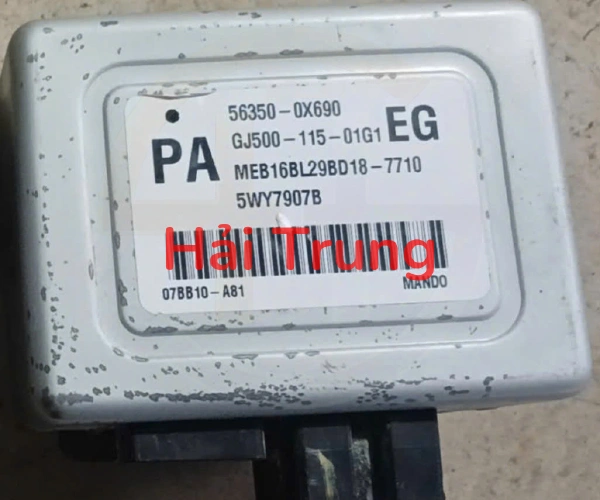 56350-0X690
PA GJ500-115-01G1 EG
MEB16BL29BD18-7710
5WY7907B
Hải Trung
07BB10-A81 MANDO